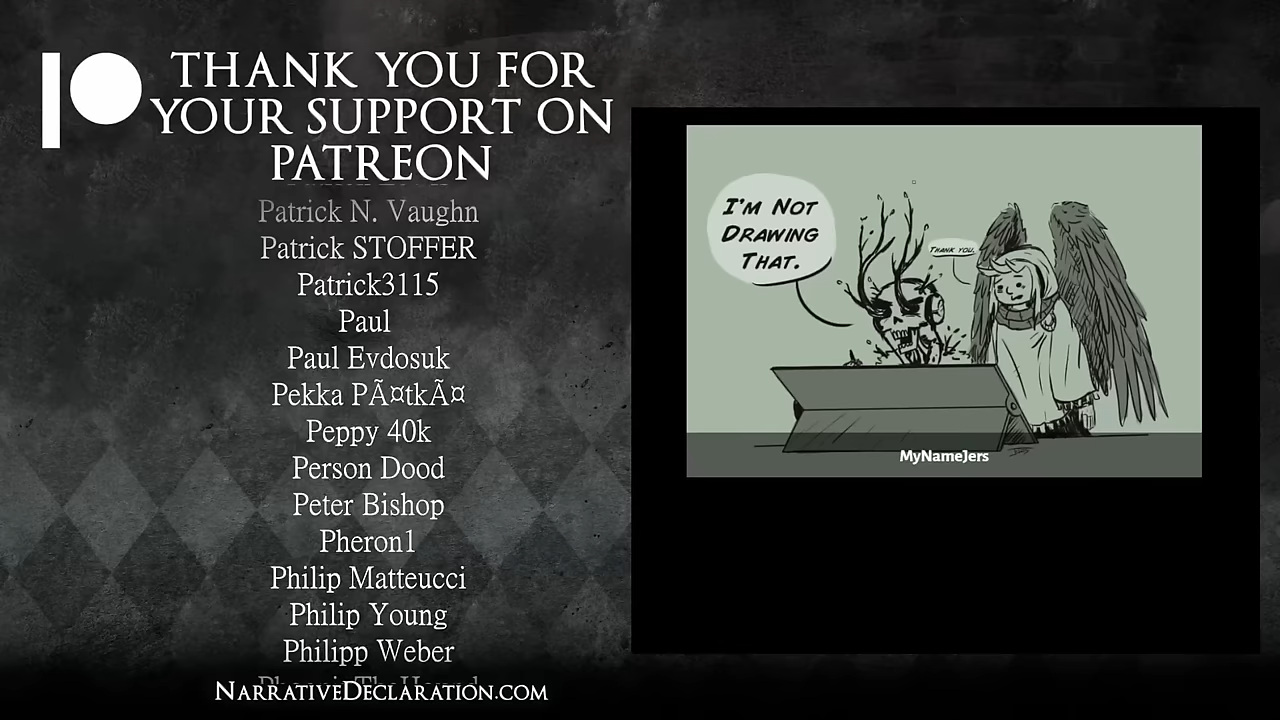 THANK YOU FOR
YOUR SUPPORT ON
PATREON
Patrick N. Vaughn
Patrick STOFFER
Patrick3115
Paul
Paul Evdosuk
Pekka PÃ¤tkÃ¤
Peppy 40k
Person Dood
Peter Bishop
Pheron1
Philip Matteucci
Philip Young
Philipp Weber
NARRATIVEDECLARATION.COM
I'M NOT
DRAWING
THAT.
THANK YOU.
MyNameJers